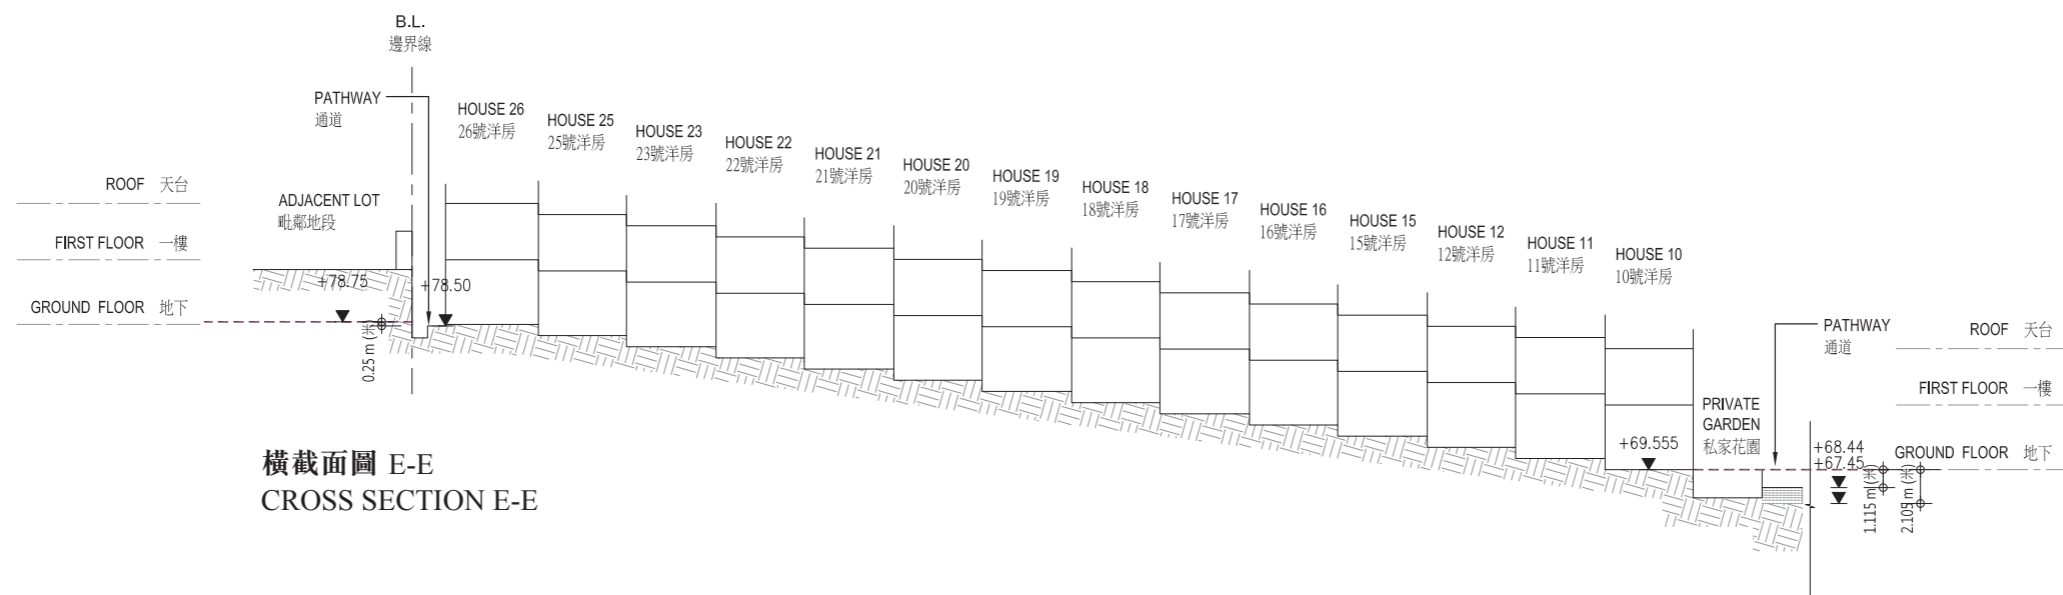 B.L.
邊界線
PATHWAY
通道
HOUSE 26
26號洋房
HOUSE 25
25號洋房
HOUSE 23
23號洋房
HOUSE 22
22號洋房
HOUSE 21
21號洋房
HOUSE 20
20號洋房
HOUSE 19
19號洋房
HOUSE 18
18號洋房
HOUSE 17
17號洋房
HOUSE 16
16號洋房
HOUSE 15
15號洋房
HOUSE 12
12號洋房
HOUSE 11
11號洋房
HOUSE 10
10號洋房
ROOF 天台
ADJACENT LOT
毗鄰地段
FIRST FLOOR 一樓
+78.75
+78.50
GROUND FLOOR 地下
0.25 m (米)
PATHWAY
通道
ROOF 天台
FIRST FLOOR 一樓
PRIVATE
GARDEN
私家花園
+69.555
+68.44
+67.45
GROUND FLOOR 地下
1.115 m (米)
2.105 m (米)
橫截面圖 E-E
CROSS SECTION E-E